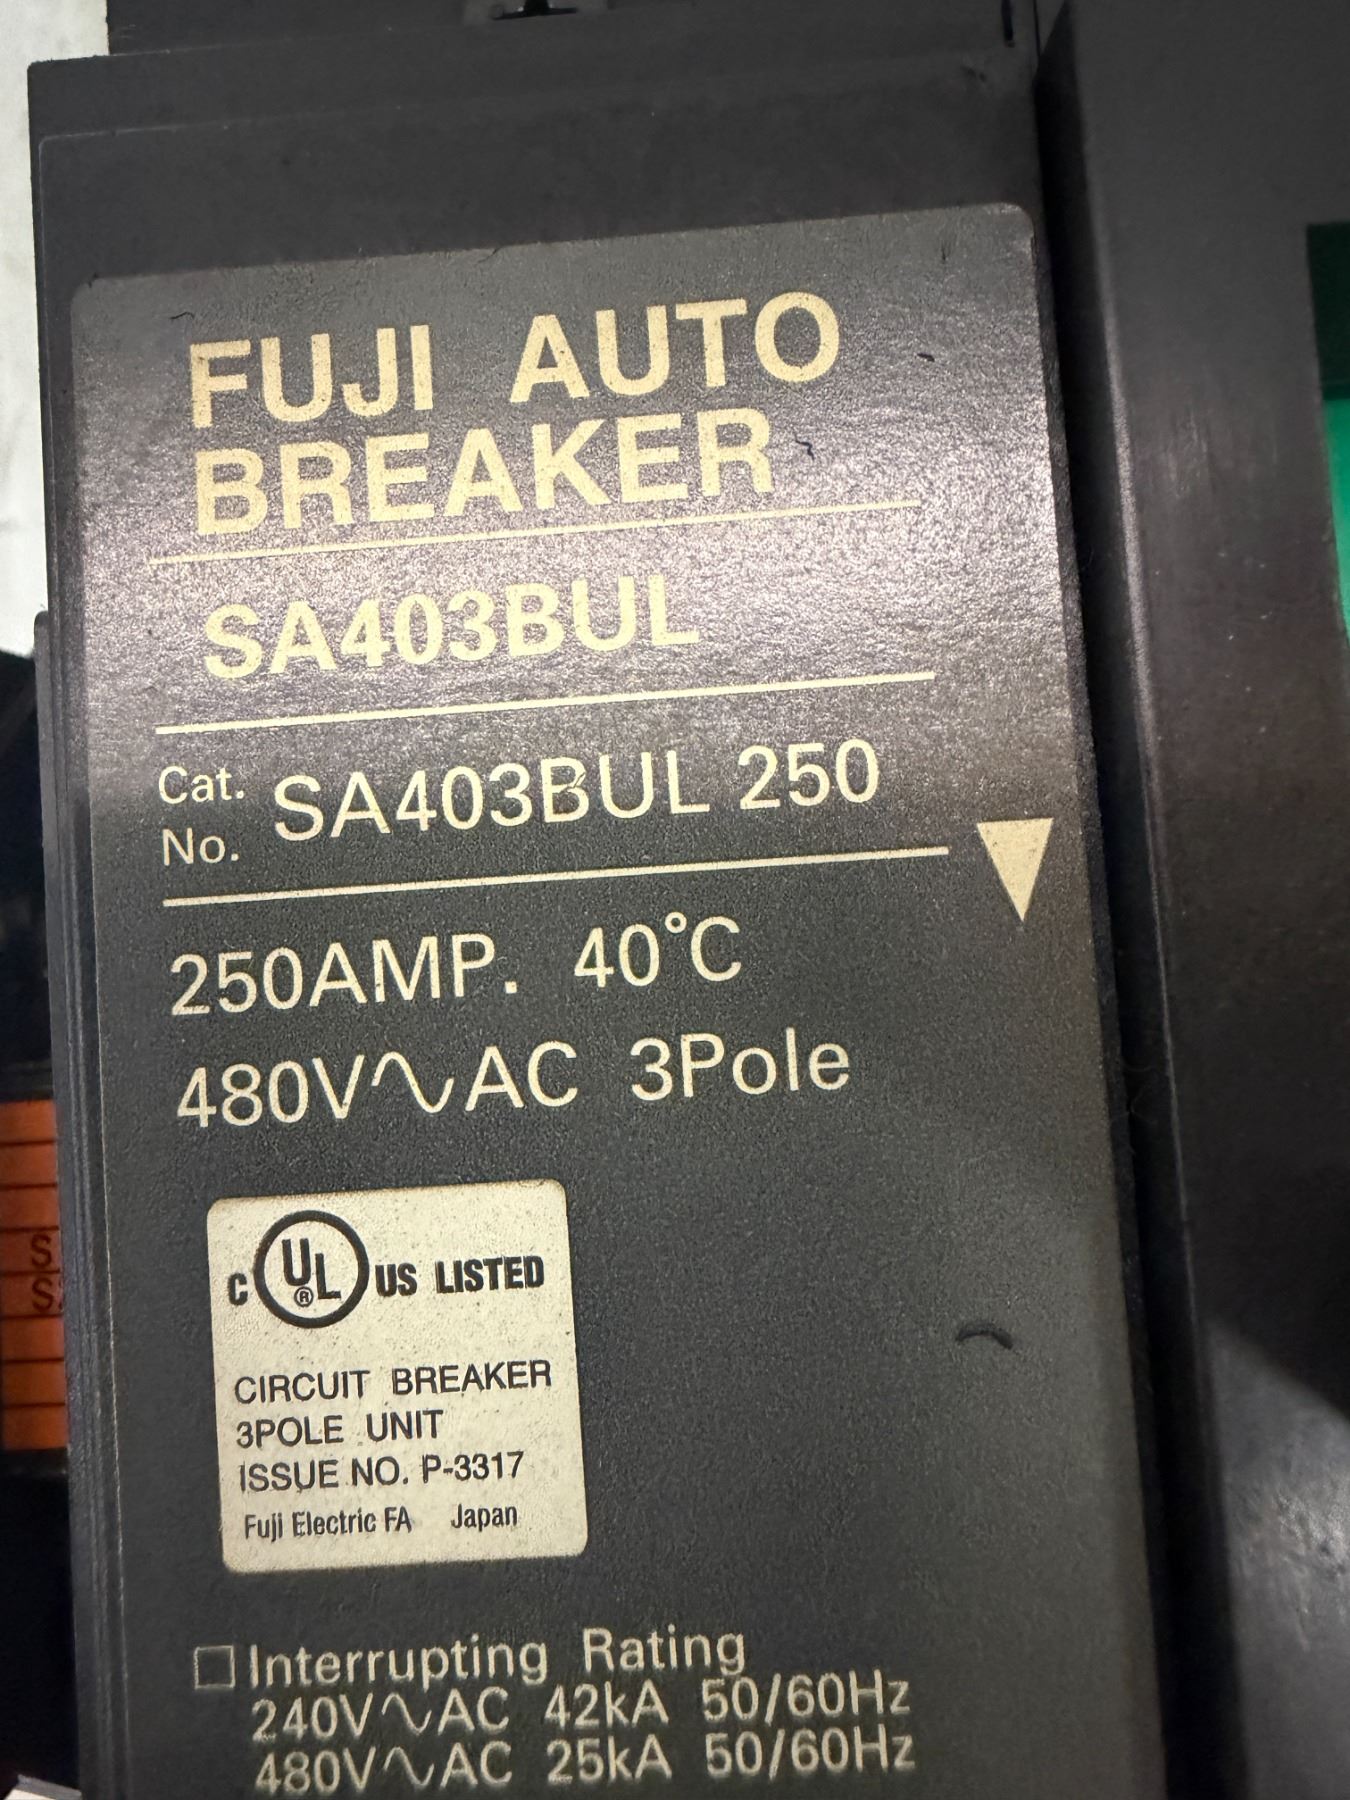 FUJI AUTO
BREAKER
SA403BUL
Cat.
No. SA403BUL 250
250AMP. 40°C
480V∿AC 3Pole
C UL ® US LISTED
CIRCUIT BREAKER
3POLE UNIT
ISSUE NO. P-3317
Fuji Electric FA Japan
□Interrupting Rating
240V∿AC 42kA 50/60Hz
480V∿AC 25kA 50/60Hz